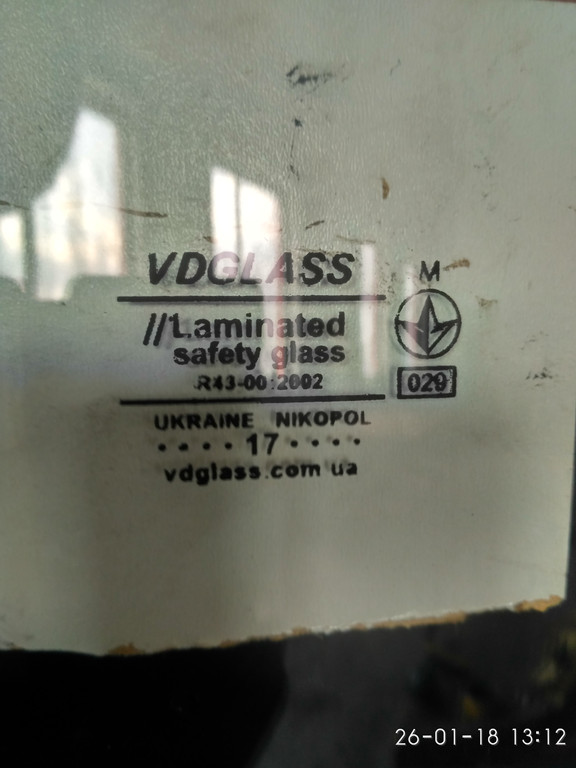 VDGLASS
M
//Laminated
safety glass
R43-00:2002
029
UKRAINE NIKOPOL
• • • • 17 • • • •
vdglass.com.ua
26-01-18 13:12